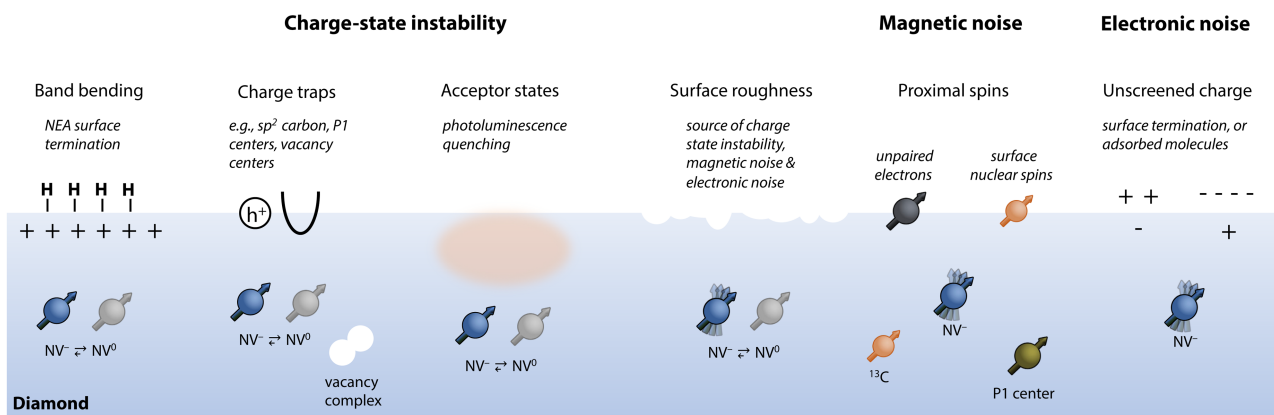 Charge-state instability
Magnetic noise
Electronic noise
Band bending
NEA surface
termination
H H H H
+ + + + + +
Charge traps
e.g., sp² carbon, P1
centers, vacancy
centers
h⁺
Acceptor states
photoluminescence
quenching
Surface roughness
source of charge
state instability,
magnetic noise &
electronic noise
Proximal spins
unpaired
electrons
surface
nuclear spins
Unscreened charge
surface termination, or
adsorbed molecules
+ +
-
- - - -
+
NV⁻ ⇄ NV⁰
NV⁻ ⇄ NV⁰
vacancy
complex
NV⁻ ⇄ NV⁰
NV⁻ ⇄ NV⁰
NV⁻
¹³C
P1 center
NV⁻
Diamond